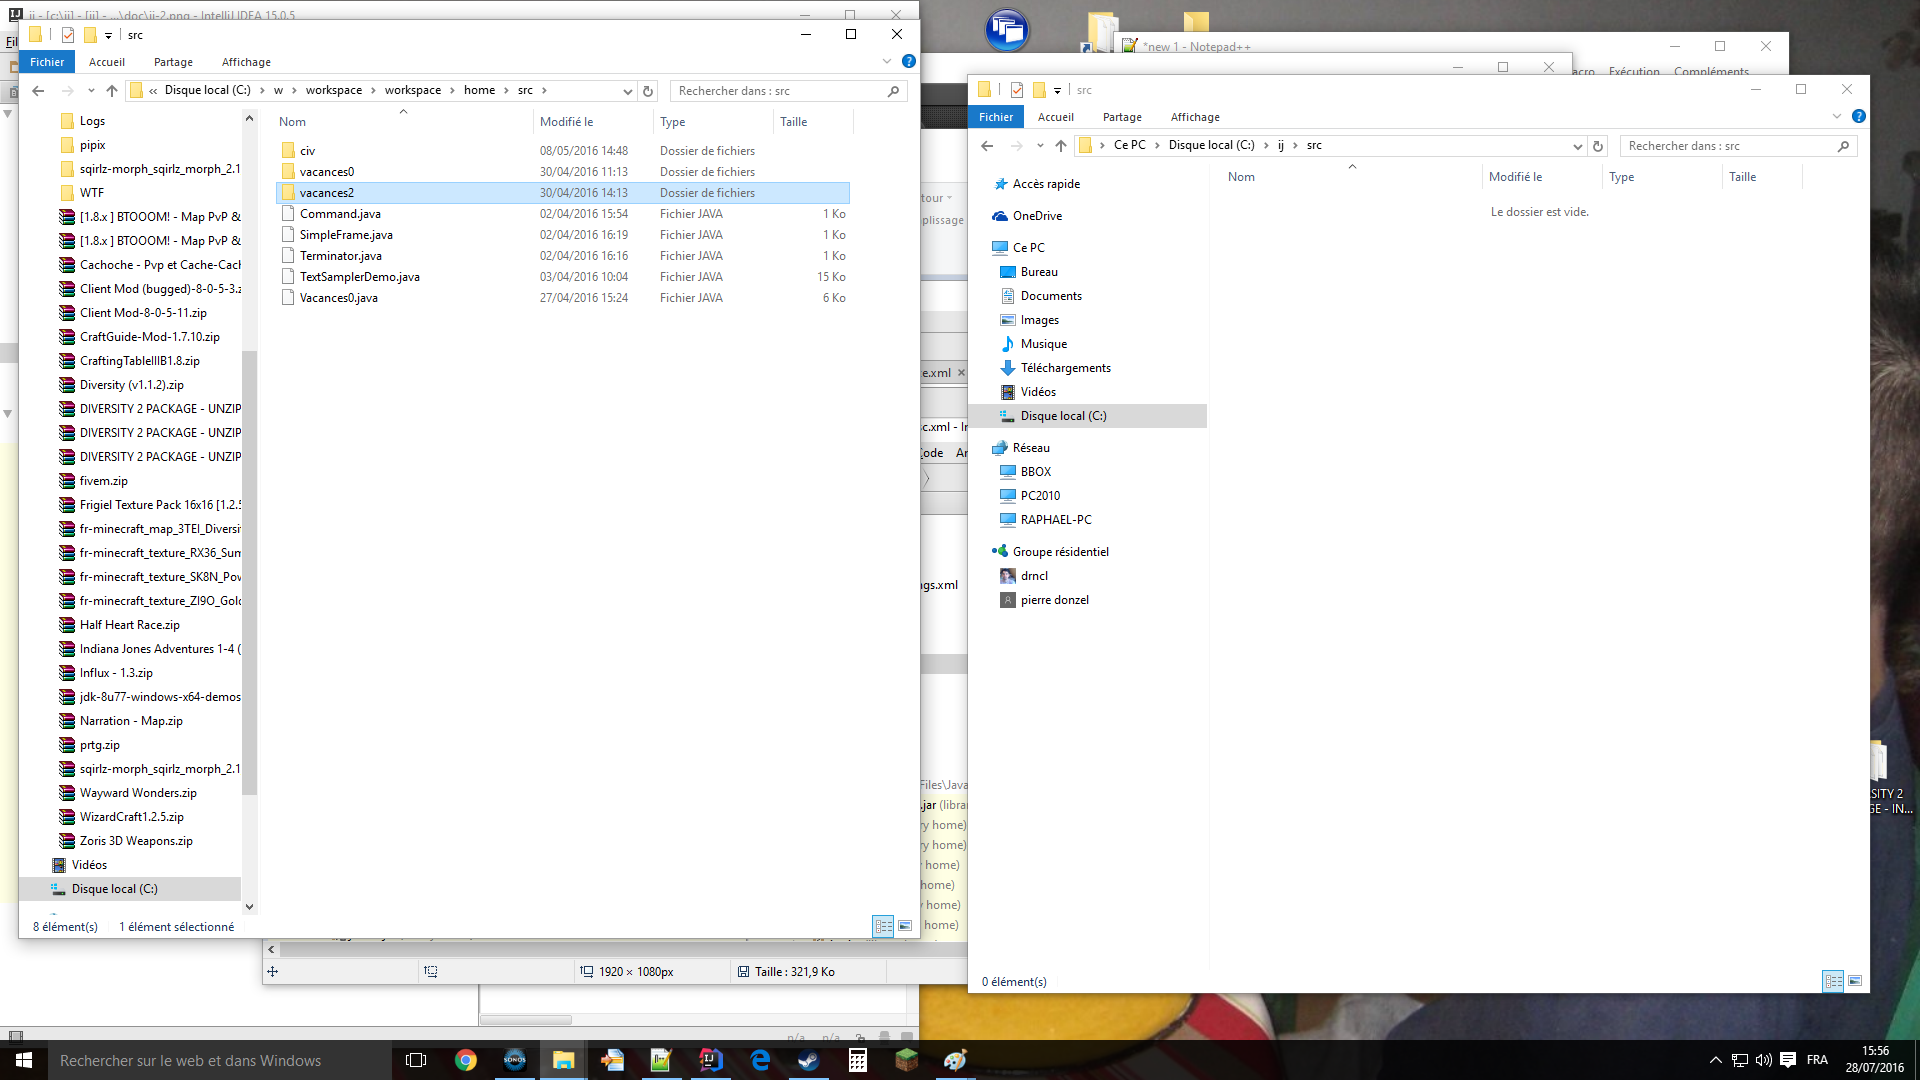 ij - [c:\ij] - [ij] - ...\doc\ij-2.png - IntelliJ IDEA 15.0.5
src
Fichier Accueil Partage Affichage
« Disque local (C:) > w > workspace > workspace > home > src >
Rechercher dans : src
Logs
pipix
sqirlz-morph_sqirlz_morph_2.1
WTF
[1.8.x ] BTOOOM! - Map PvP &
[1.8.x ] BTOOOM! - Map PvP &
Cachoche - Pvp et Cache-Cach
Client Mod (bugged)-8-0-5-3.z
Client Mod-8-0-5-11.zip
CraftGuide-Mod-1.7.10.zip
CraftingTableIIIB1.8.zip
Diversity (v1.1.2).zip
DIVERSITY 2 PACKAGE - UNZIP
DIVERSITY 2 PACKAGE - UNZIP
DIVERSITY 2 PACKAGE - UNZIP
fivem.zip
Frigiel Texture Pack 16x16 [1.2.5
fr-minecraft_map_3TEI_Diversit
fr-minecraft_texture_RX36_Sum
fr-minecraft_texture_SK8N_Pow
fr-minecraft_texture_ZI9O_Gold
Half Heart Race.zip
Indiana Jones Adventures 1-4 (
Influx - 1.3.zip
jdk-8u77-windows-x64-demos
Narration - Map.zip
prtg.zip
sqirlz-morph_sqirlz_morph_2.1
Wayward Wonders.zip
WizardCraft1.2.5.zip
Zoris 3D Weapons.zip
Vidéos
Disque local (C:)
Nom Modifié le Type Taille
civ 08/05/2016 14:48 Dossier de fichiers
vacances0 30/04/2016 11:13 Dossier de fichiers
vacances2 30/04/2016 14:13 Dossier de fichiers
Command.java 02/04/2016 15:54 Fichier JAVA 1 Ko
SimpleFrame.java 02/04/2016 16:19 Fichier JAVA 1 Ko
Terminator.java 02/04/2016 16:16 Fichier JAVA 1 Ko
TextSamplerDemo.java 03/04/2016 10:04 Fichier JAVA 15 Ko
Vacances0.java 27/04/2016 15:24 Fichier JAVA 6 Ko
8 élément(s) 1 élément sélectionné
1920 × 1080px Taille : 321,9 Ko
n/a n/a
*new 1 - Notepad++
acro Exécution Compléments
tour
plissage
te.xml
sc.xml - In
Code An
ngs.xml
Files\Java
.jar (librar
ry home)
ry home)
home)
home)
y home)
home)
src
Fichier Accueil Partage Affichage
> Ce PC > Disque local (C:) > ij > src
Rechercher dans : src
Accès rapide
OneDrive
Ce PC
Bureau
Documents
Images
Musique
Téléchargements
Vidéos
Disque local (C:)
Réseau
BBOX
PC2010
RAPHAEL-PC
Groupe résidentiel
drncl
pierre donzel
Nom Modifié le Type Taille
Le dossier est vide.
0 élément(s)
SITY 2
GE - IN...
Rechercher sur le web et dans Windows
SONOS
FRA
15:56
28/07/2016